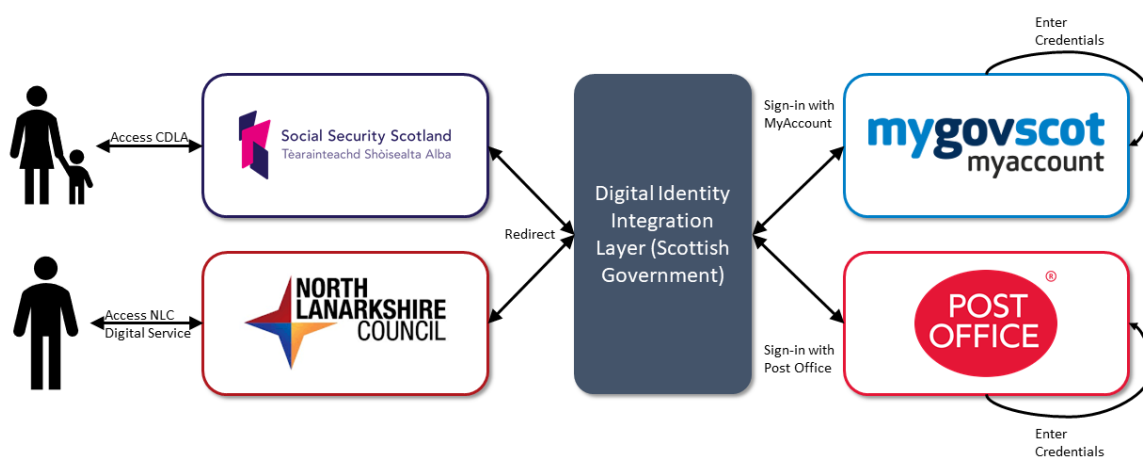 Enter
Credentials
Access CDLA
Social Security Scotland
Tèarainteachd Shòisealta Alba
Sign-in with
MyAccount
mygovscot
myaccount
Digital Identity
Integration
Layer (Scottish
Government)
Redirect
Access NLC
Digital Service
NORTH
LANARKSHIRE
COUNCIL
Sign-in with
Post Office
POST
OFFICE
®
Enter
Credentials